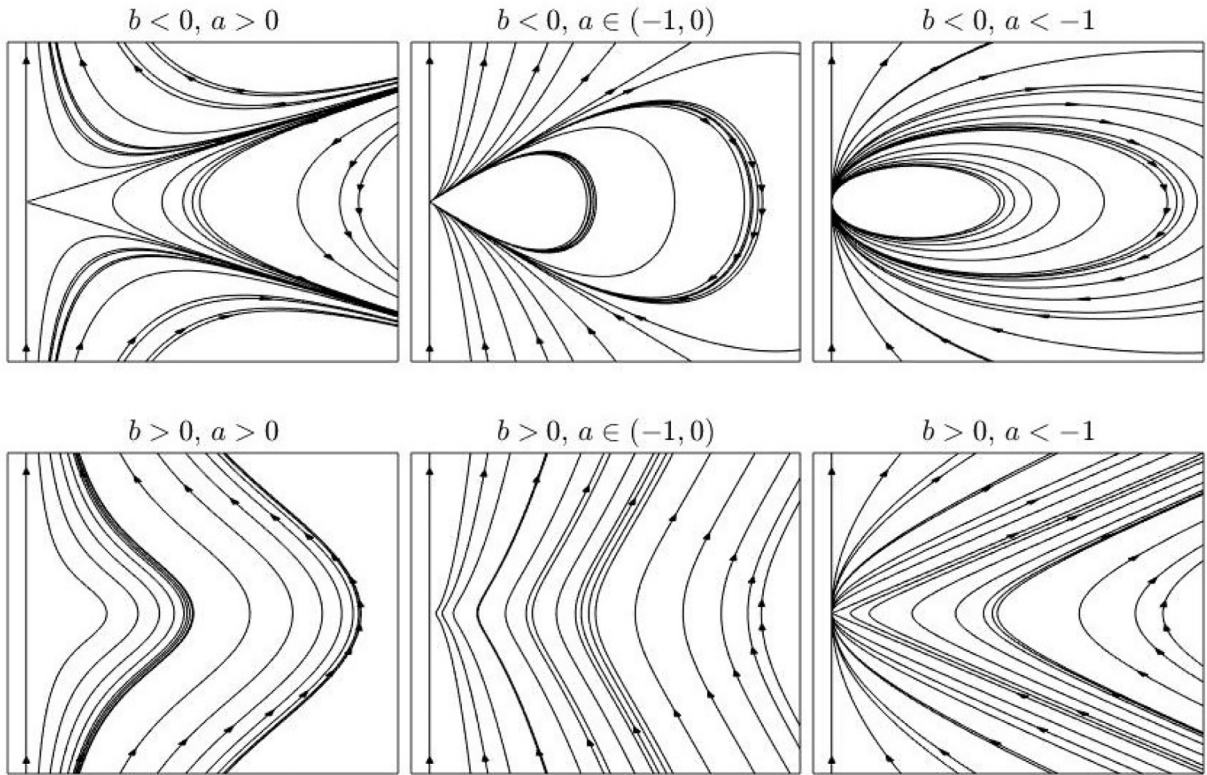 b < 0, a > 0
b < 0, a ∈ (−1, 0)
b < 0, a < −1
b > 0, a > 0
b > 0, a ∈ (−1, 0)
b > 0, a < −1